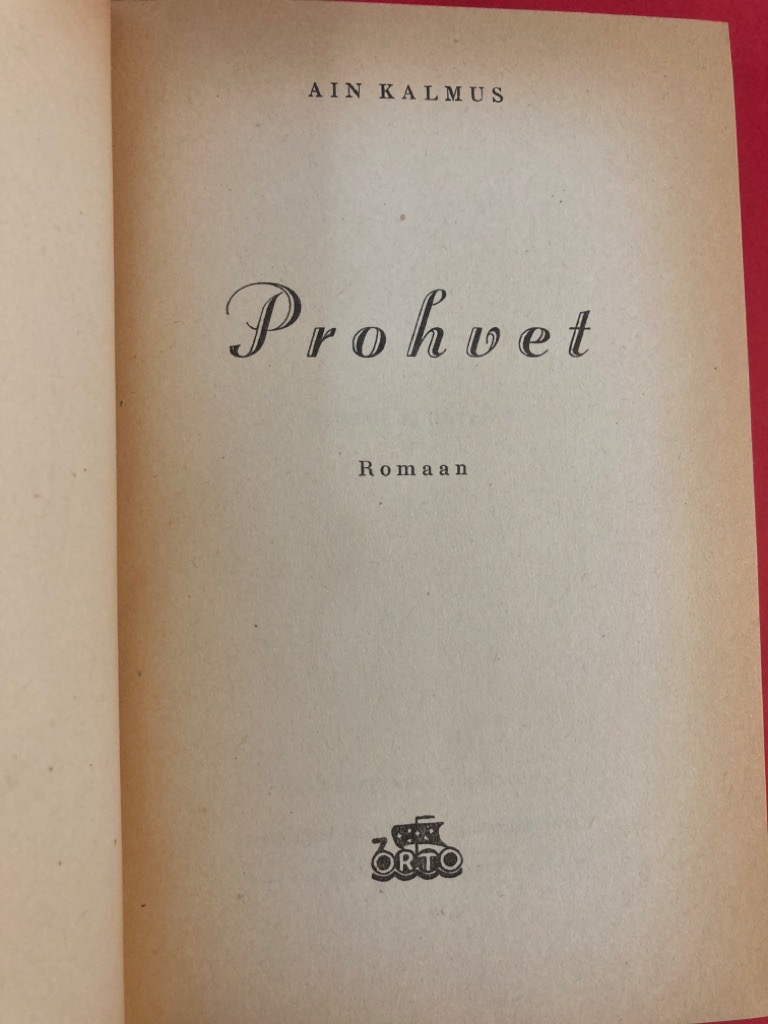 AIN KALMUS
Prohvet
Romaan
ORTO